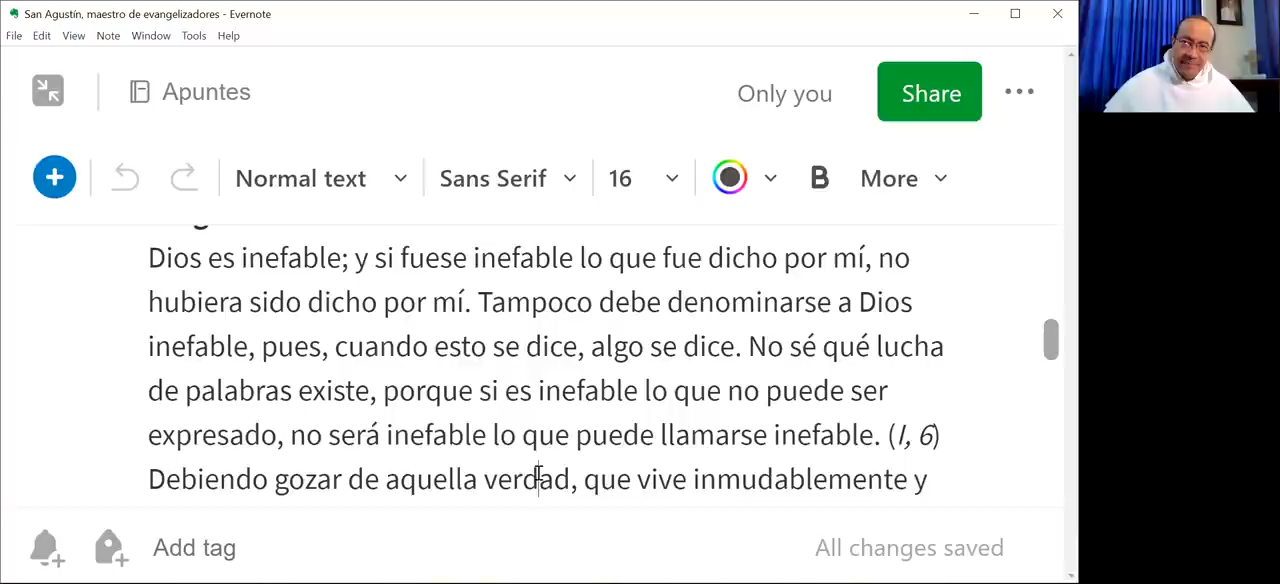 San Agustín, maestro de evangelizadores - Evernote
File Edit View Note Window Tools Help
Apuntes
Only you
Share
Normal text
Sans Serif
16
B
More
Dios es inefable; y si fuese inefable lo que fue dicho por mí, no
hubiera sido dicho por mí. Tampoco debe denominarse a Dios
inefable, pues, cuando esto se dice, algo se dice. No sé qué lucha
de palabras existe, porque si es inefable lo que no puede ser
expresado, no será inefable lo que puede llamarse inefable. (I, 6)
Debiendo gozar de aquella verdad, que vive inmudablemente y
Add tag
All changes saved